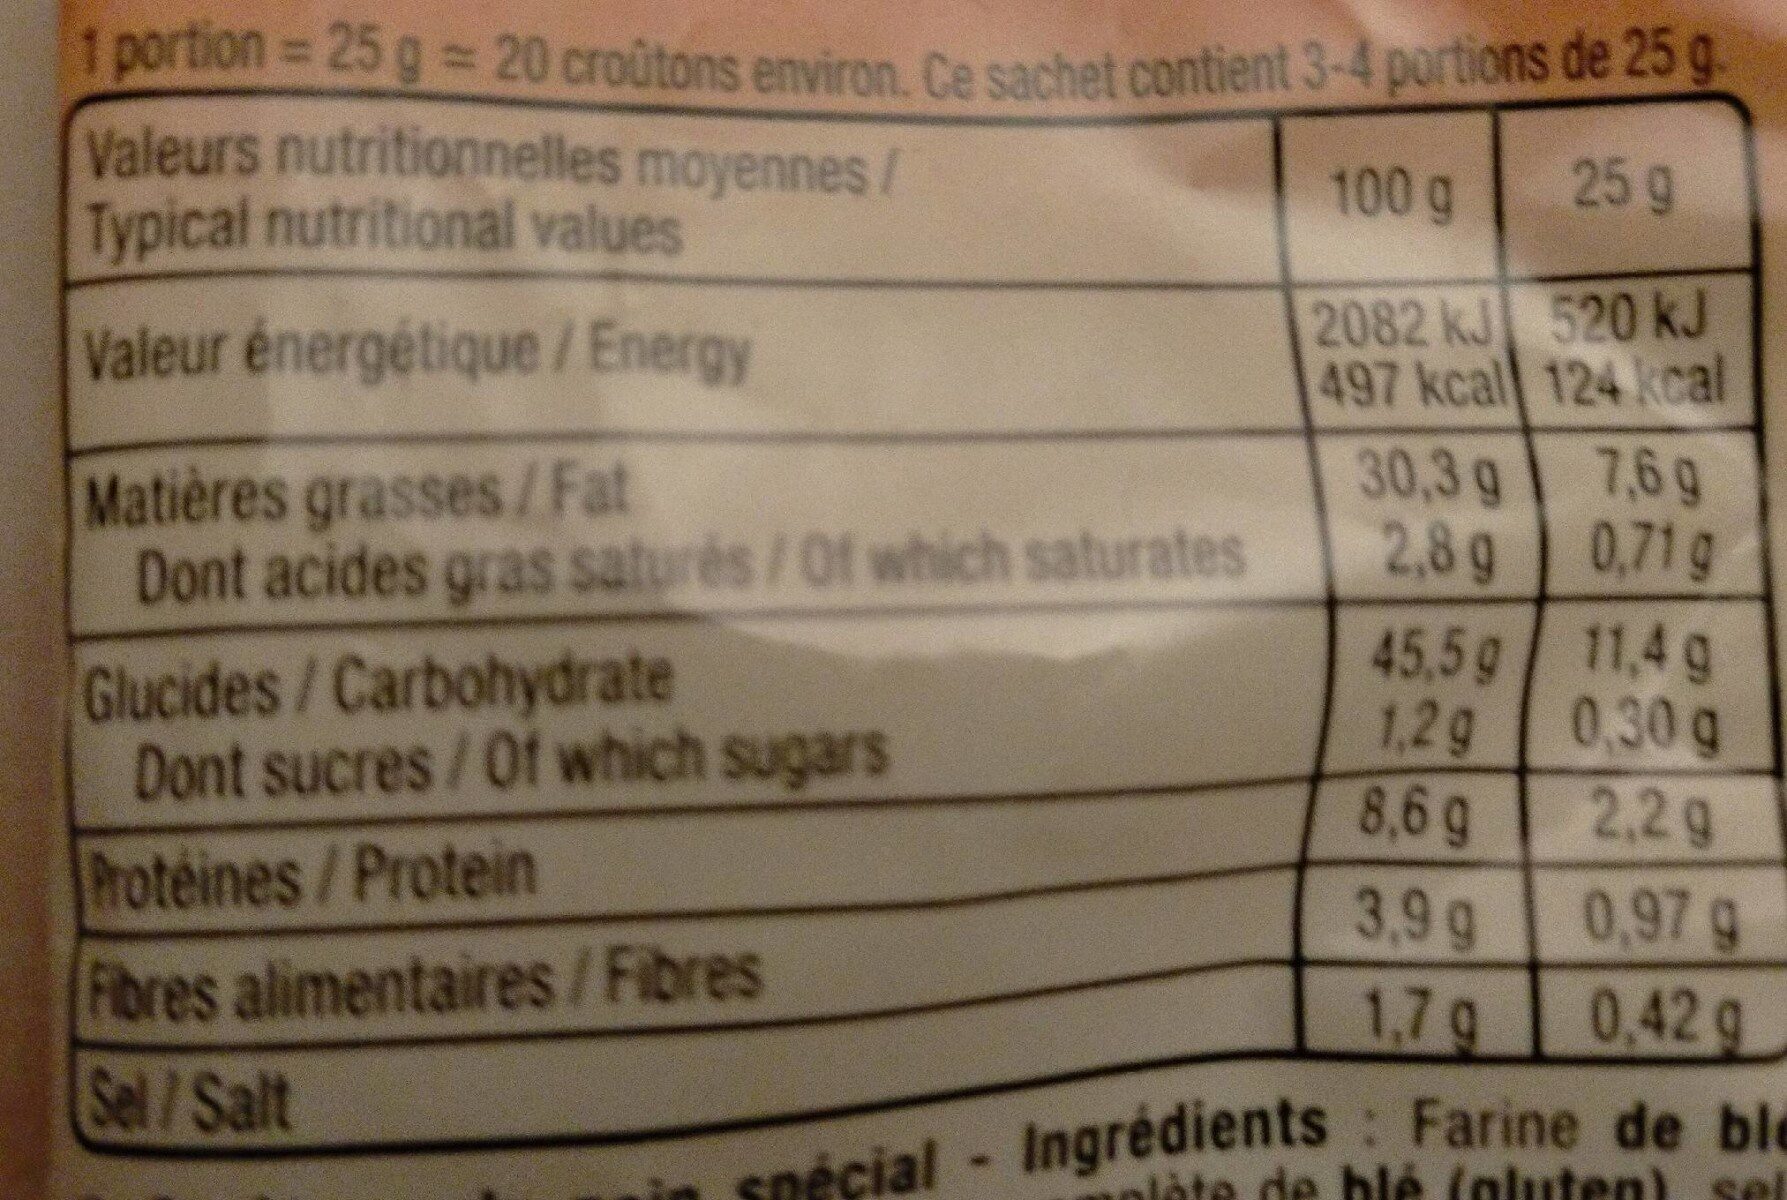 1 portion = 25 g = 20 croûtons environ. Ce sachet contient 3-4 portions de 25 g.
Valeurs nutritionnelles moyennes / 100 g 25 g
Typical nutritional values
Valeur énergétique / Energy 2082 kJ 520 kJ
497 kcal 124 kcal
Matières grasses / Fat 30,3 g 7,6 g
Dont acides gras saturés / Of which saturates 2,8 g 0,71 g
Glucides / Carbohydrate 45,5 g 11,4 g
Dont sucres / Of which sugars 1,2 g 0,30 g
Protéines / Protein 8,6 g 2,2 g
Fibres alimentaires / Fibres 3,9 g 0,97 g
Sel / Salt 1,7 g 0,42 g
spécial - Ingrédients : Farine de
de blé (gluten)